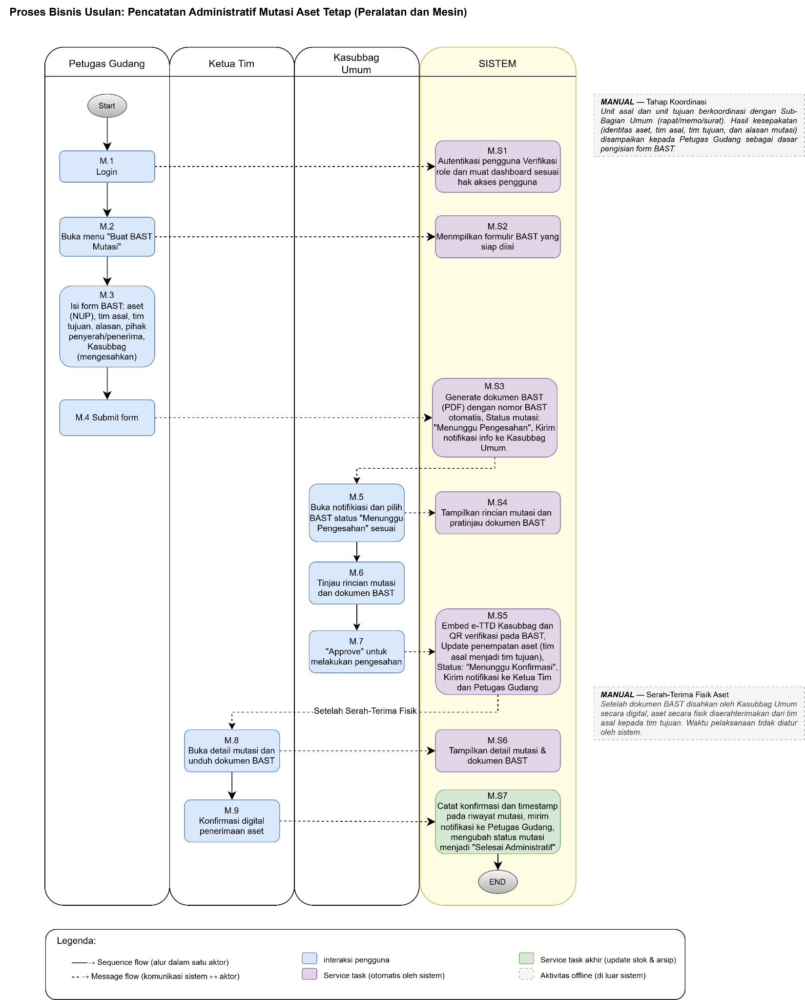 Proses Bisnis Usulan: Pencatatan Administratif Mutasi Aset Tetap (Peralatan dan Mesin)
Petugas Gudang
Ketua Tim
Kasubbag
Umum
SISTEM
Start
MANUAL — Tahap Koordinasi
Unit asal dan unit tujuan berkoordinasi dengan Sub-
Bagian Umum (rapat/memo/surat). Hasil kesepakatan
(identitas aset, tim asal, tim tujuan, dan alasan mutasi)
disampaikan kepada Petugas Gudang sebagai dasar
pengisian form BAST.
M.1
Login
M.S1
Autentikasi pengguna Verifikasi
role dan muat dashboard sesuai
hak akses pengguna
M.2
Buka menu "Buat BAST
Mutasi"
M.S2
Menmpilkan formulir BAST yang
siap diisi
M.3
Isi form BAST: aset
(NUP), tim asal, tim
tujuan, alasan, pihak
penyerah/penerima,
Kasubbag
(mengesahkan)
M.4 Submit form
M.S3
Generate dokumen BAST
(PDF) dengan nomor BAST
otomatis, Status mutasi:
"Menunggu Pengesahan", Kirim
notifikasi info ke Kasubbag
Umum.
M.5
Buka notifikiasi dan pilih
BAST status "Menunggu
Pengesahan" sesuai
M.S4
Tampilkan rincian mutasi dan
pratinjau dokumen BAST
M.6
Tinjau rincian mutasi
dan dokumen BAST
M.7
"Approve" untuk
melakukan pengesahan
M.S5
Embed e-TTD Kasubbag dan
QR verifikasi pada BAST,
Update penempatan aset (tim
asal menjadi tim tujuan),
Status: "Menunggu Konfirmasi",
Kirim notifikasi ke Ketua Tim
dan Petugas Gudang
MANUAL — Serah-Terima Fisik Aset
Setelah dokumen BAST disahkan oleh Kasubbag Umum
secara digital, aset secara fisik diserahterimakan dari tim
asal kepada tim tujuan. Waktu pelaksanaan tidak diatur
oleh sistem.
Setelah Serah-Terima Fisik
M.8
Buka detail mutasi dan
unduh dokumen BAST
M.S6
Tampilkan detail mutasi &
dokumen BAST
M.9
Konfirmasi digital
penerimaan aset
M.S7
Catat konfirmasi dan timestamp
pada riwayat mutasi, mirim
notifikasi ke Petugas Gudang,
mengubah status mutasi
menjadi "Selesai Administratif"
END
Legenda:
Sequence flow (alur dalam satu aktor)
Message flow (komunikasi sistem ↔ aktor)
interaksi pengguna
Service task (otomatis oleh sistem)
Service task akhir (update stok & arsip)
Aktivitas offline (di luar sistem)